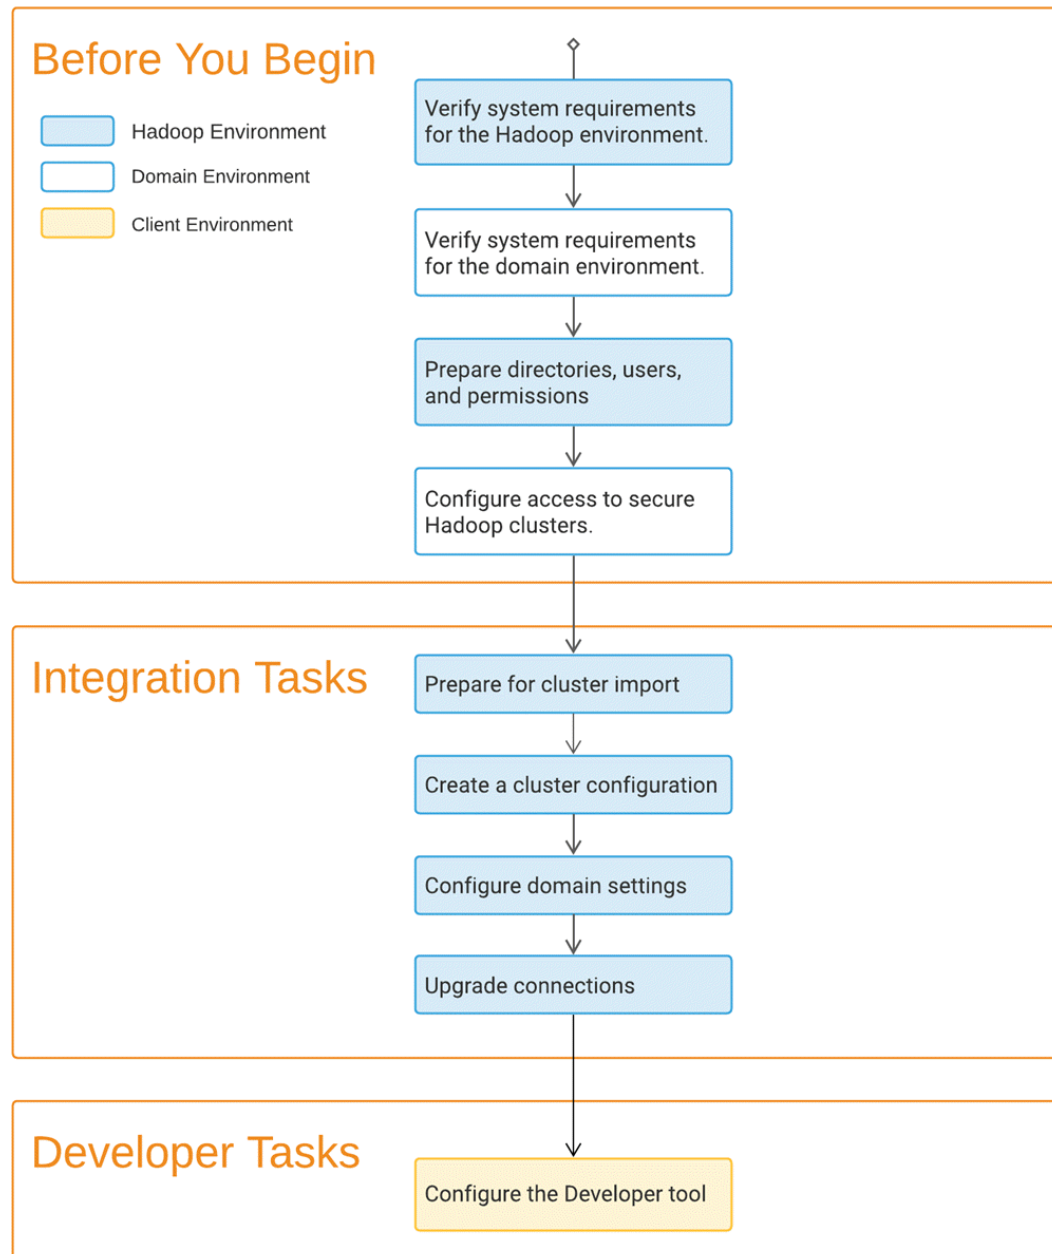 Before You Begin
Hadoop Environment
Domain Environment
Client Environment
Verify system requirements
for the Hadoop environment.
Verify system requirements
for the domain environment.
Prepare directories, users,
and permissions
Configure access to secure
Hadoop clusters.
Integration Tasks
Prepare for cluster import
Create a cluster configuration
Configure domain settings
Upgrade connections
Developer Tasks
Configure the Developer tool